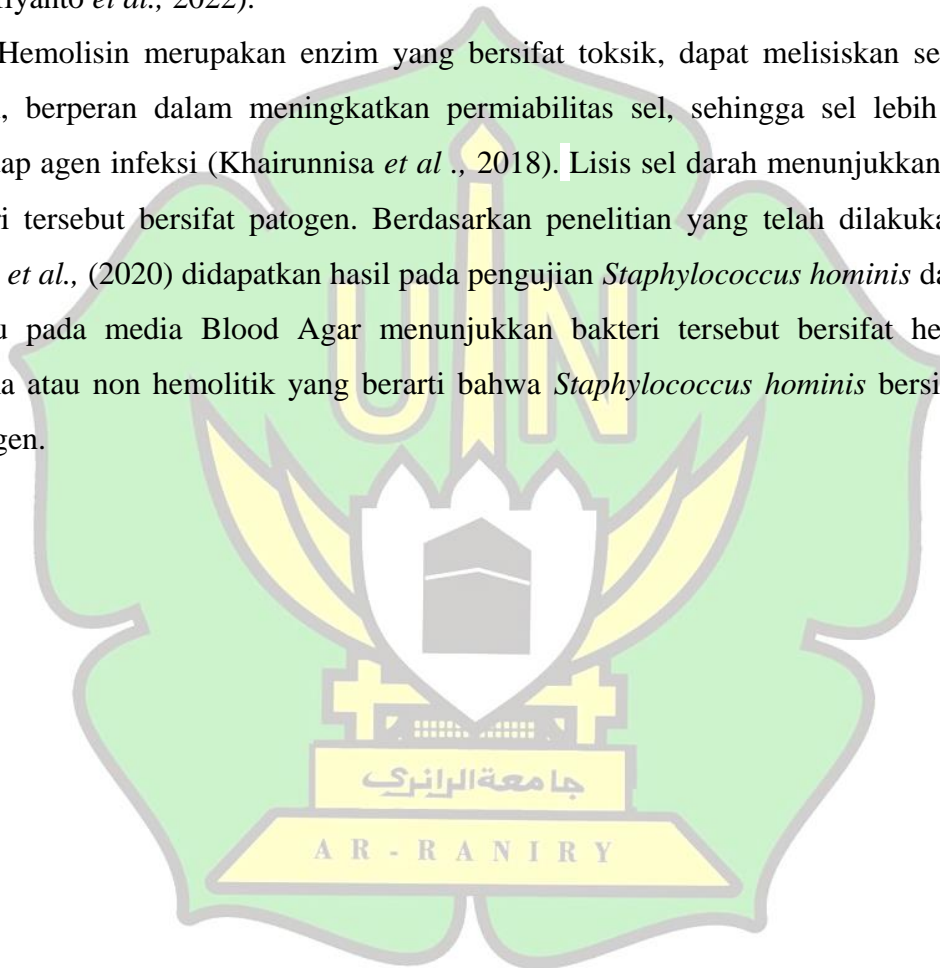 riyanto et al., 2022).
Hemolisin merupakan enzim yang bersifat toksik, dapat melisiskan se
, berperan dalam meningkatkan permiabilitas sel, sehingga sel lebih
ap agen infeksi (Khairunnisa et al ., 2018). Lisis sel darah menunjukkan
ri tersebut bersifat patogen. Berdasarkan penelitian yang telah dilakuka
et al., (2020) didapatkan hasil pada pengujian Staphylococcus hominis da
u pada media Blood Agar menunjukkan bakteri tersebut bersifat he
a atau non hemolitik yang berarti bahwa Staphylococcus hominis bersi
gen.
UIN
جامعة الرانري
AR-RANIRY